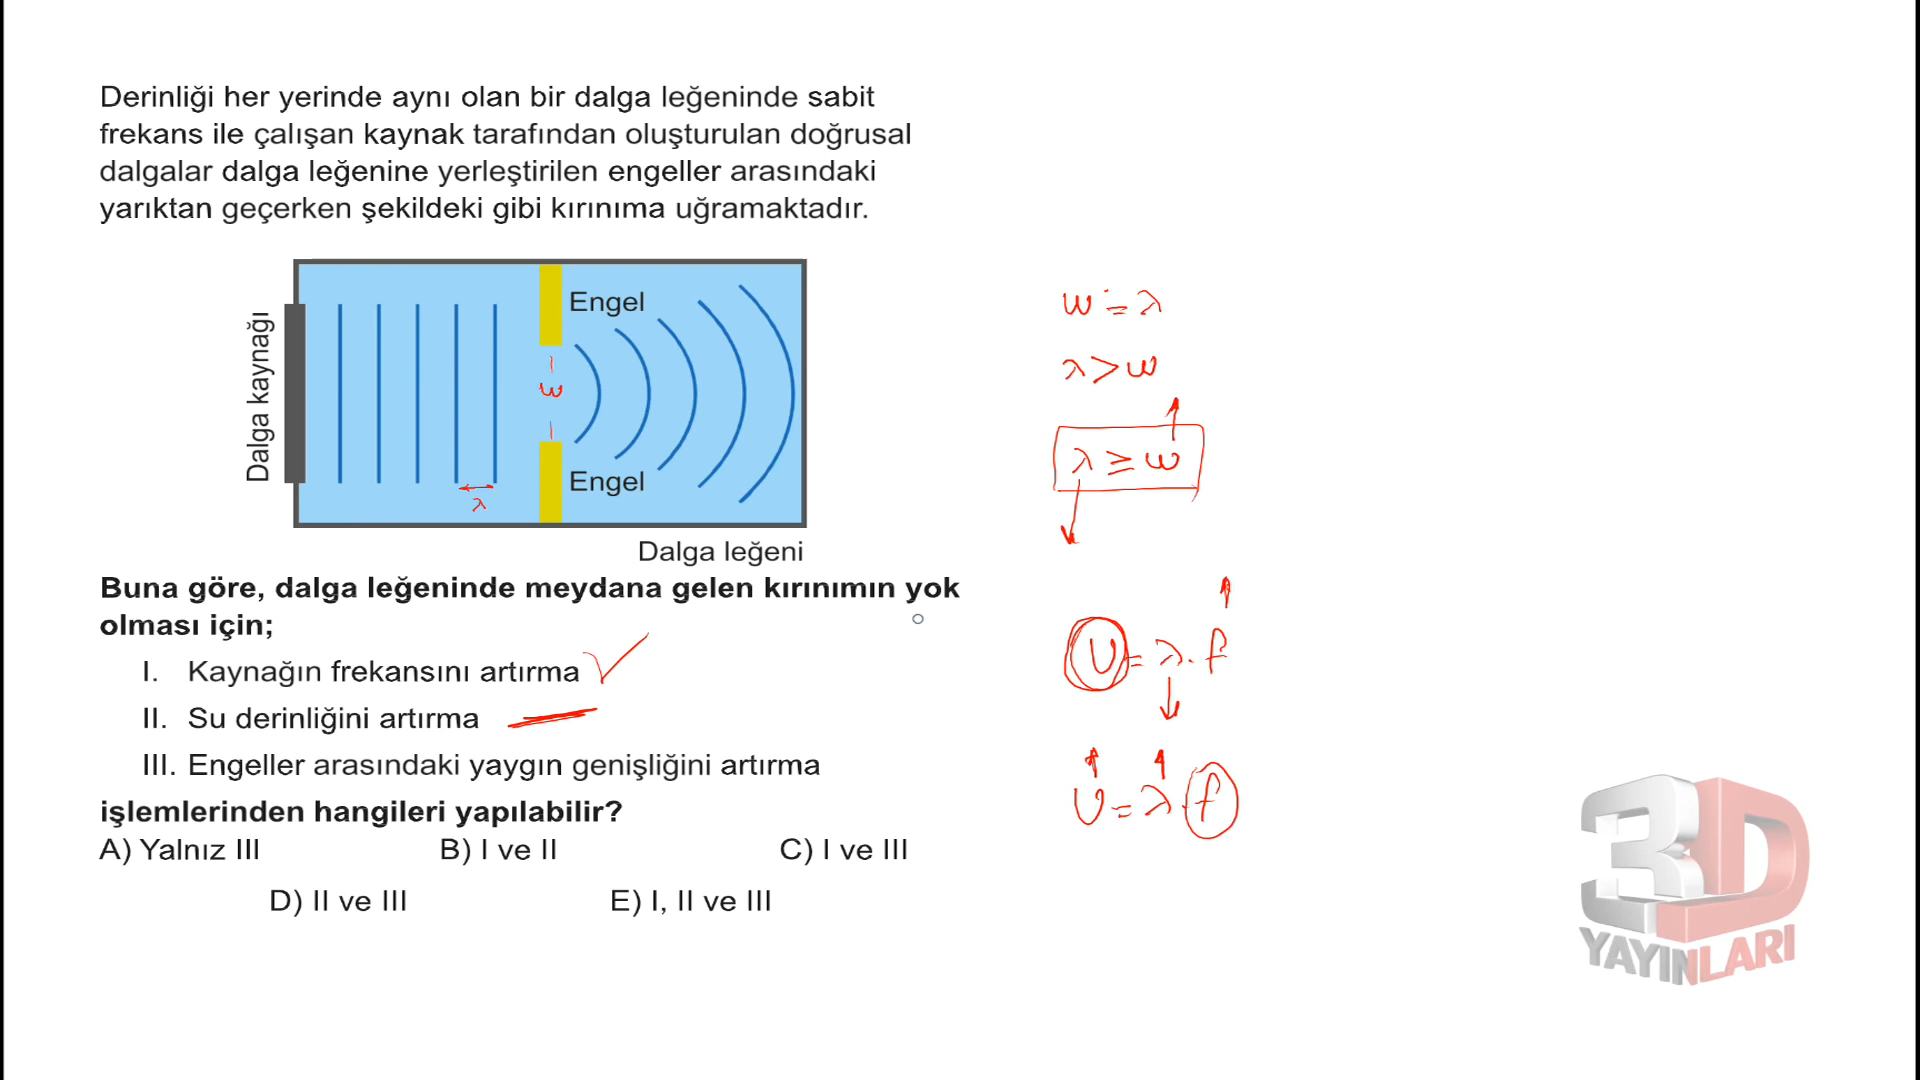 Derinliği her yerinde aynı olan bir dalga leğeninde sabit
frekans ile çalışan kaynak tarafından oluşturulan doğrusal
dalgalar dalga leğenine yerleştirilen engeller arasındaki
yarıktan geçerken şekildeki gibi kırınıma uğramaktadır.
Dalga kaynağı
Engel
w
Engel
λ
Dalga leğeni
Buna göre, dalga leğeninde meydana gelen kırınımın yok
olması için;
I. Kaynağın frekansını artırma
II. Su derinliğini artırma
III. Engeller arasındaki yaygın genişliğini artırma
işlemlerinden hangileri yapılabilir?
A) Yalnız III B) I ve II C) I ve III
D) II ve III E) I, II ve III
w = λ
λ > w
λ ≥ w
υ = λ . f
υ = λ . f
3D
YAYINLARI